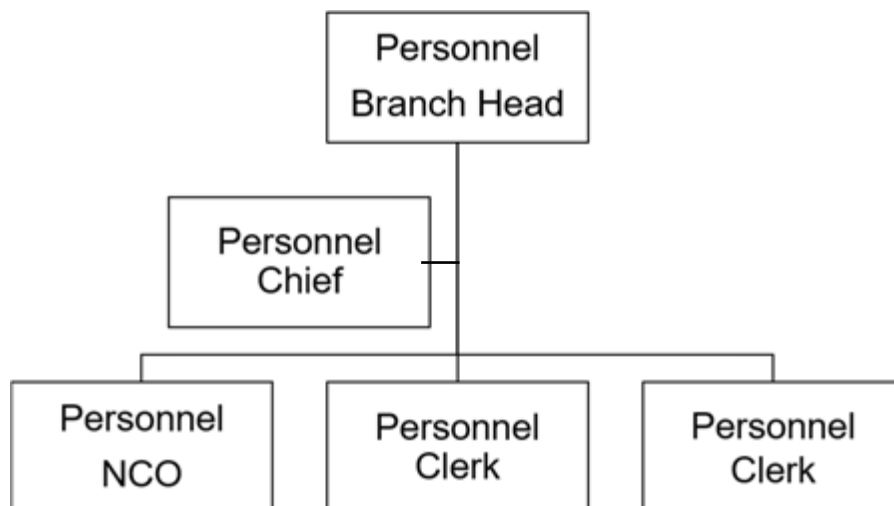 Personnel
Branch Head
Personnel
Chief
Personnel
NCO
Personnel
Clerk
Personnel
Clerk